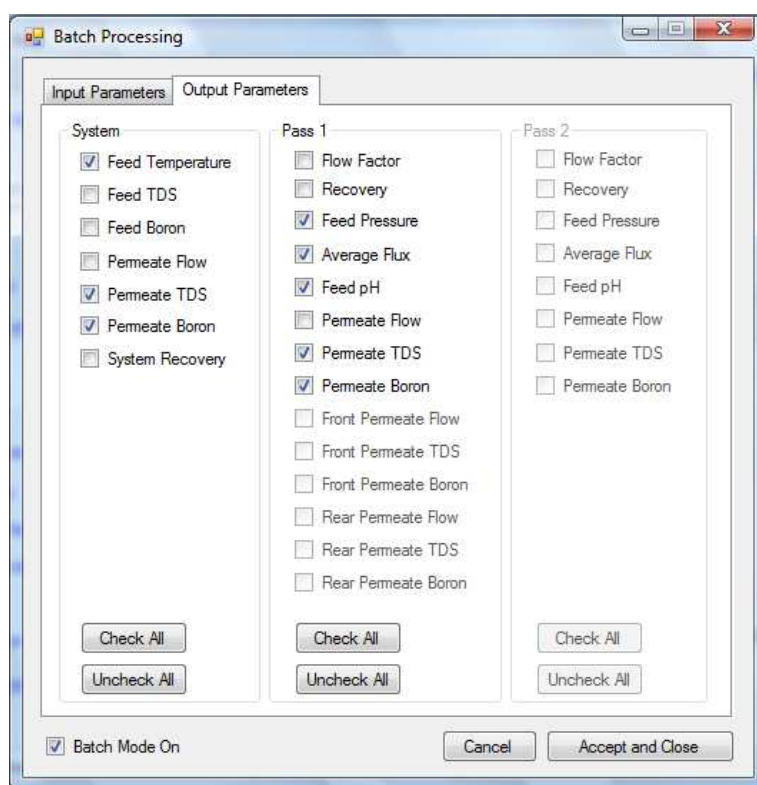 Batch Processing
Input Parameters
Output Parameters
System
Feed Temperature
Feed TDS
Feed Boron
Permeate Flow
Permeate TDS
Permeate Boron
System Recovery
Check All
Uncheck All
Pass 1
Flow Factor
Recovery
Feed Pressure
Average Flux
Feed pH
Permeate Flow
Permeate TDS
Permeate Boron
Front Permeate Flow
Front Permeate TDS
Front Permeate Boron
Rear Permeate Flow
Rear Permeate TDS
Rear Permeate Boron
Check All
Uncheck All
Pass 2
Flow Factor
Recovery
Feed Pressure
Average Flux
Feed pH
Permeate Flow
Permeate TDS
Permeate Boron
Check All
Uncheck All
Batch Mode On
Cancel
Accept and Close